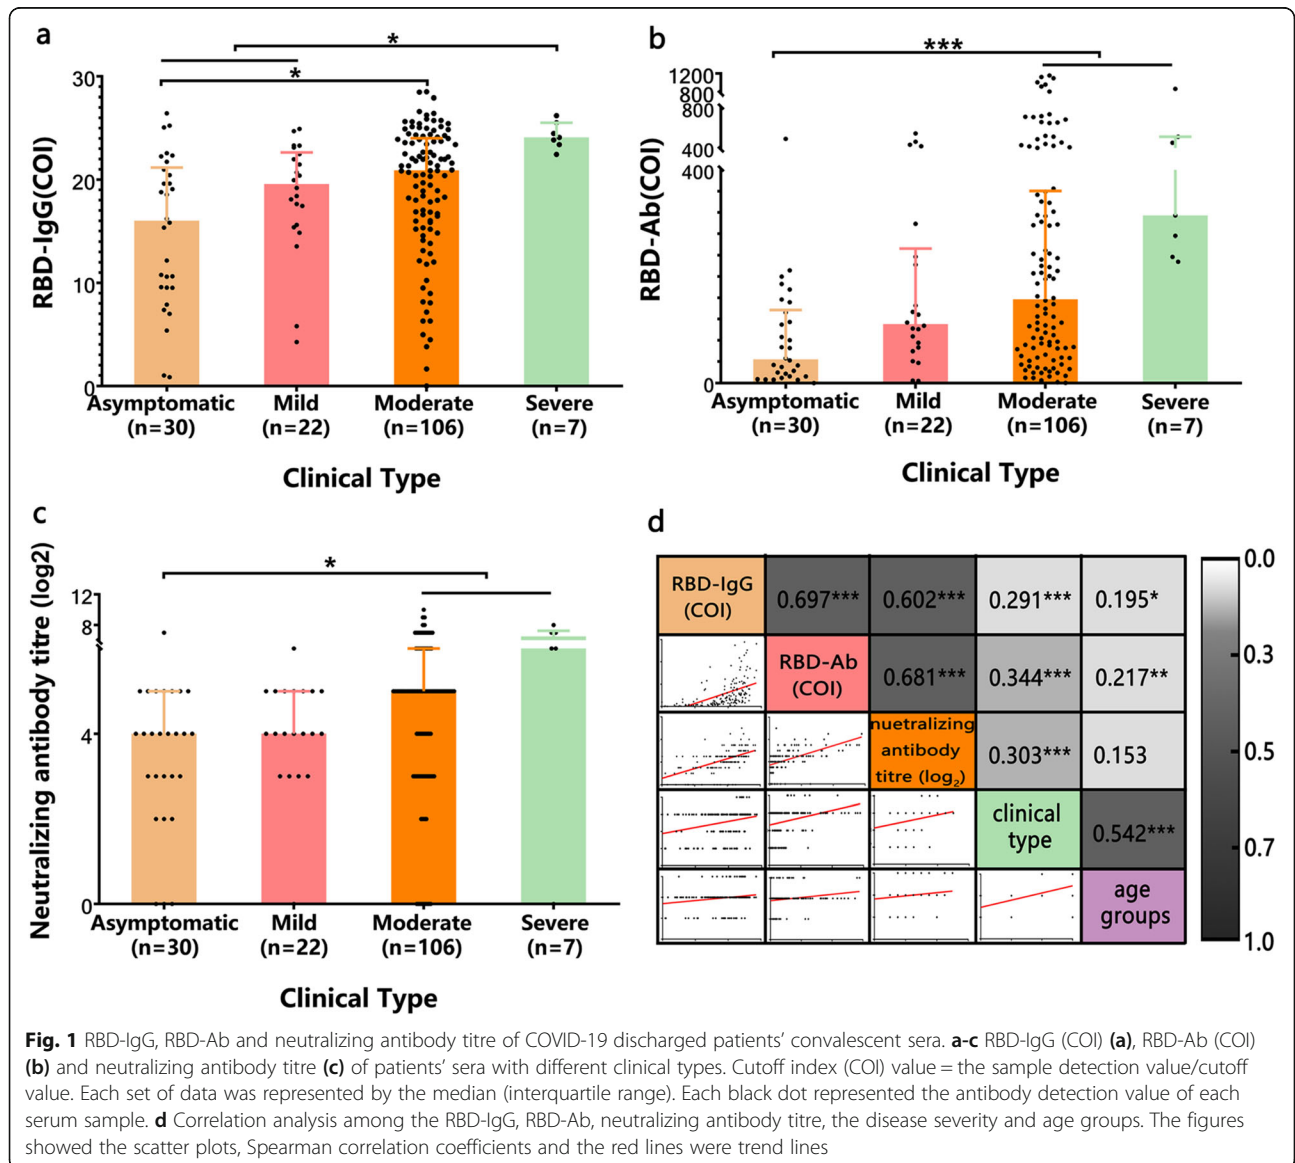 a
*
*
RBD-IgG(COI)
30
20
10
0
Asymptomatic Mild Moderate Severe
(n=30) (n=22) (n=106) (n=7)
Clinical Type
b
***
RBD-Ab(COI)
1200
800
800
400
400
0
Asymptomatic Mild Moderate Severe
(n=30) (n=22) (n=106) (n=7)
Clinical Type
c
*
Neutralizing antibody titre (log2)
12
8
4
0
Asymptomatic Mild Moderate Severe
(n=30) (n=22) (n=106) (n=7)
Clinical Type
d
RBD-IgG
(COI)
0.697*** 0.602*** 0.291*** 0.195*
RBD-Ab
(COI)
0.681*** 0.344*** 0.217**
nuetralizing
antibody
titre (log₂)
0.303*** 0.153
clinical
type
0.542***
age
groups
0.0
0.3
0.5
0.7
1.0
Fig. 1 RBD-IgG, RBD-Ab and neutralizing antibody titre of COVID-19 discharged patients’ convalescent sera. a-c RBD-IgG (COI) (a), RBD-Ab (COI)
(b) and neutralizing antibody titre (c) of patients’ sera with different clinical types. Cutoff index (COI) value = the sample detection value/cutoff
value. Each set of data was represented by the median (interquartile range). Each black dot represented the antibody detection value of each
serum sample. d Correlation analysis among the RBD-IgG, RBD-Ab, neutralizing antibody titre, the disease severity and age groups. The figures
showed the scatter plots, Spearman correlation coefficients and the red lines were trend lines